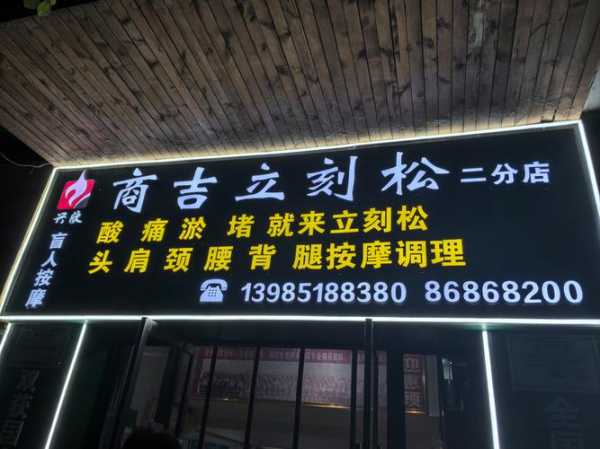 商吉立刻松 二分店
兴欣
盲人按摩
酸 痛 淤 堵 就来立刻松
头 肩 颈 腰 背 腿按摩调理
☎ 13985188380 86868200